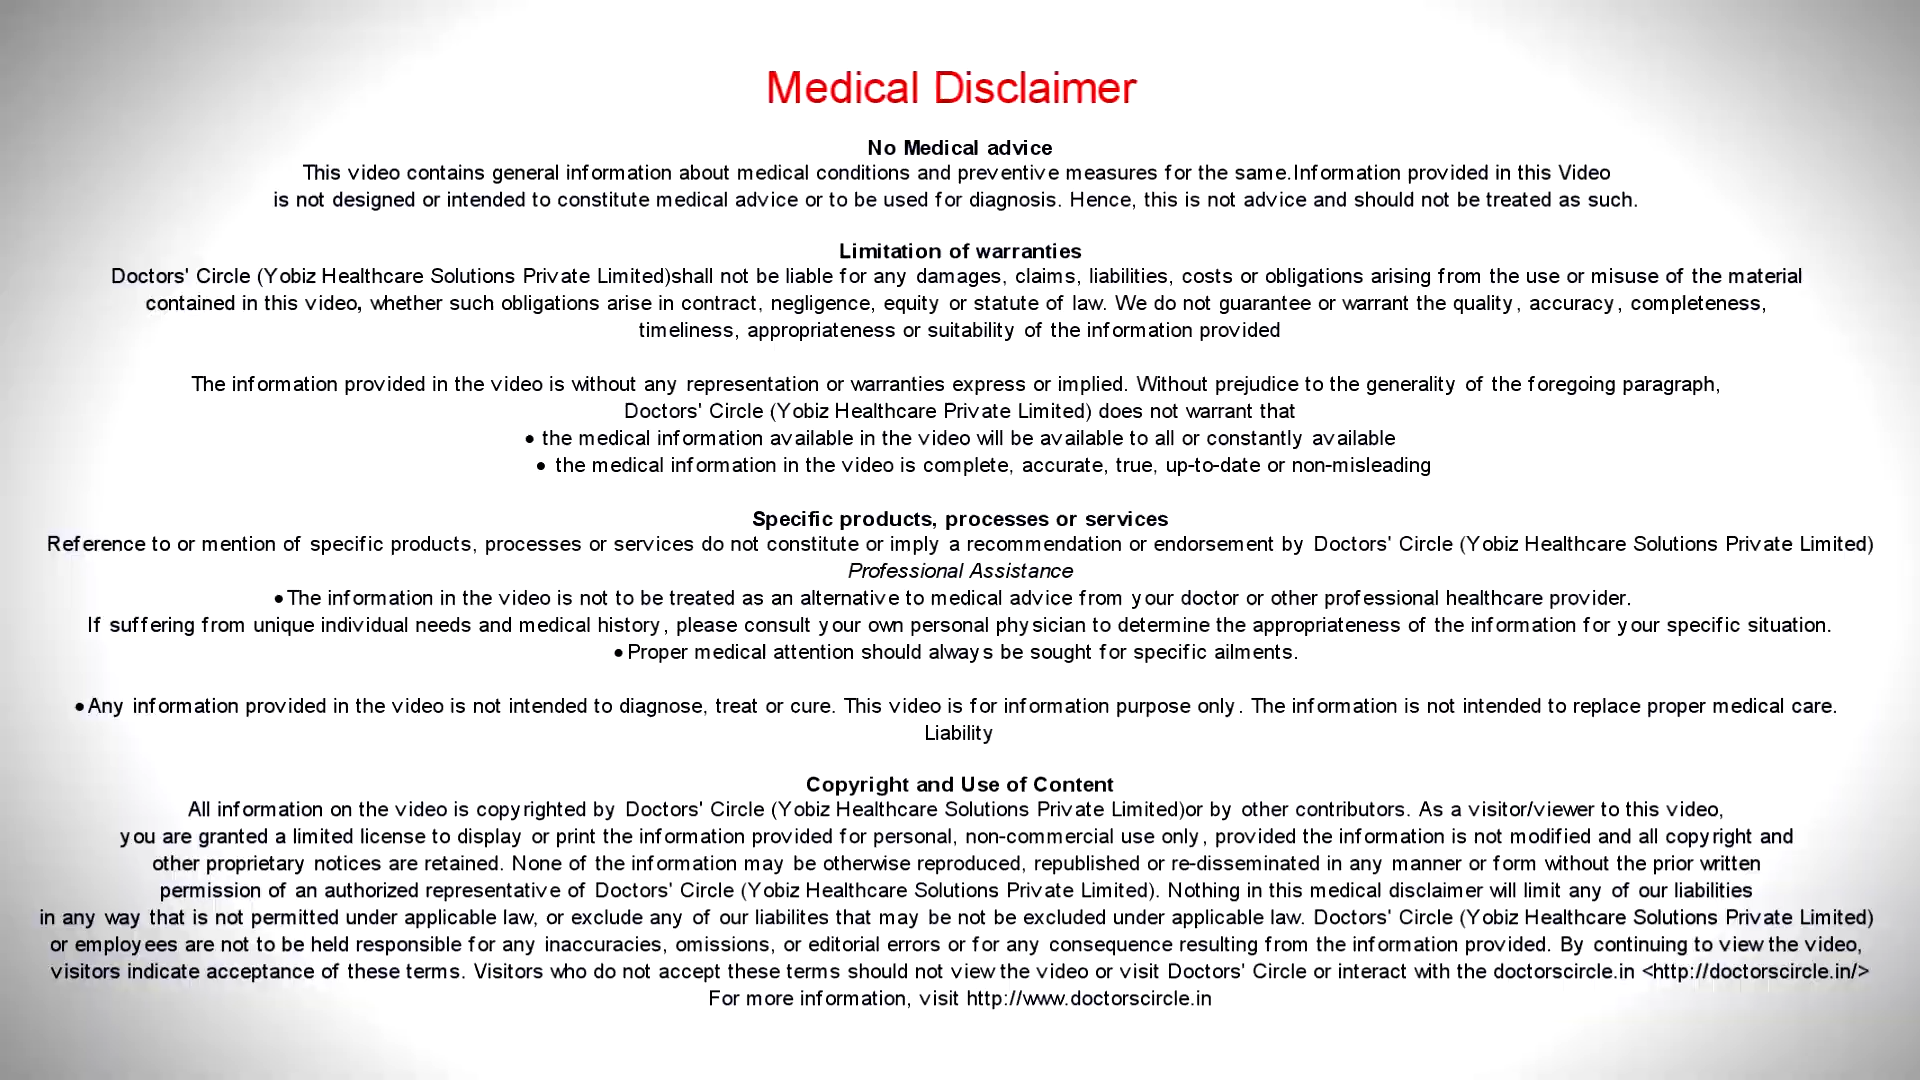 Medical Disclaimer
No Medical advice
This video contains general information about medical conditions and preventive measures for the same.Information provided in this Video
is not designed or intended to constitute medical advice or to be used for diagnosis. Hence, this is not advice and should not be treated as such.
Limitation of warranties
Doctors' Circle (Yobiz Healthcare Solutions Private Limited)shall not be liable for any damages, claims, liabilities, costs or obligations arising from the use or misuse of the material
contained in this video, whether such obligations arise in contract, negligence, equity or statute of law. We do not guarantee or warrant the quality, accuracy, completeness,
timeliness, appropriateness or suitability of the information provided
The information provided in the video is without any representation or warranties express or implied. Without prejudice to the generality of the foregoing paragraph,
Doctors' Circle (Yobiz Healthcare Private Limited) does not warrant that
• the medical information available in the video will be available to all or constantly available
• the medical information in the video is complete, accurate, true, up-to-date or non-misleading
Specific products, processes or services
Reference to or mention of specific products, processes or services do not constitute or imply a recommendation or endorsement by Doctors' Circle (Yobiz Healthcare Solutions Private Limited)
Professional Assistance
•The information in the video is not to be treated as an alternative to medical advice from your doctor or other professional healthcare provider.
If suffering from unique individual needs and medical history, please consult your own personal physician to determine the appropriateness of the information for your specific situation.
•Proper medical attention should always be sought for specific ailments.
•Any information provided in the video is not intended to diagnose, treat or cure. This video is for information purpose only. The information is not intended to replace proper medical care.
Liability
Copyright and Use of Content
All information on the video is copyrighted by Doctors' Circle (Yobiz Healthcare Solutions Private Limited)or by other contributors. As a visitor/viewer to this video,
you are granted a limited license to display or print the information provided for personal, non-commercial use only, provided the information is not modified and all copyright and
other proprietary notices are retained. None of the information may be otherwise reproduced, republished or re-disseminated in any manner or form without the prior written
permission of an authorized representative of Doctors' Circle (Yobiz Healthcare Solutions Private Limited). Nothing in this medical disclaimer will limit any of our liabilities
in any way that is not permitted under applicable law, or exclude any of our liabilites that may be not be excluded under applicable law. Doctors' Circle (Yobiz Healthcare Solutions Private Limited)
or employees are not to be held responsible for any inaccuracies, omissions, or editorial errors or for any consequence resulting from the information provided. By continuing to view the video,
visitors indicate acceptance of these terms. Visitors who do not accept these terms should not view the video or visit Doctors' Circle or interact with the doctorscircle.in <http://doctorscircle.in/>
For more information, visit http://www.doctorscircle.in